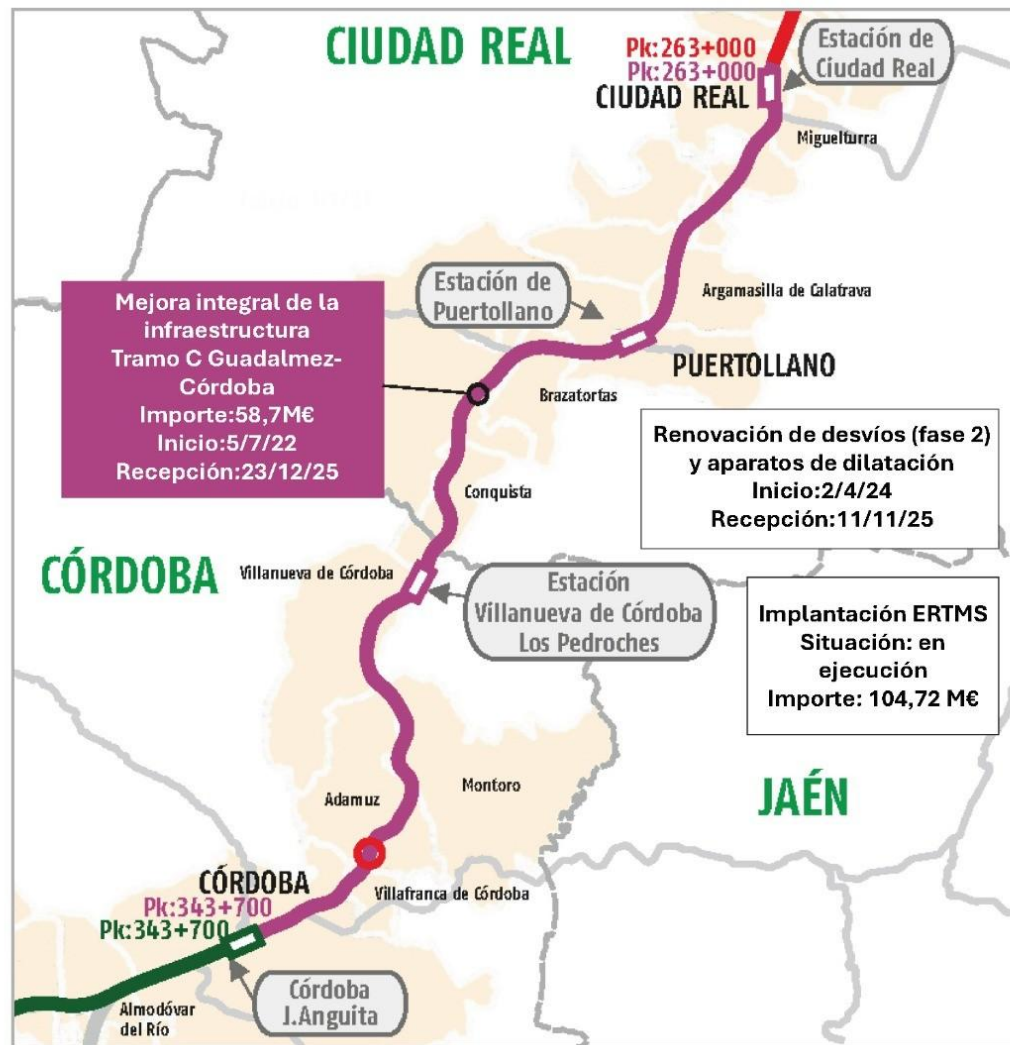 CIUDAD REAL
Pk:263+000
Pk:263+000
CIUDAD REAL
Estación de
Ciudad Real
Miguelturra
Estación de
Puertollano
Argamasilla de Calatrava
Mejora integral de la
infraestructura
Tramo C Guadalmez-
Córdoba
Importe:58,7M€
Inicio:5/7/22
Recepción:23/12/25
PUERTOLLANO
Brazatortas
Renovación de desvíos (fase 2)
y aparatos de dilatación
Inicio:2/4/24
Recepción:11/11/25
Conquista
CÓRDOBA
Villanueva de Córdoba
Estación
Villanueva de Córdoba
Los Pedroches
Implantación ERTMS
Situación: en
ejecución
Importe: 104,72 M€
Adamuz
Montoro
JAÉN
CÓRDOBA
Pk:343+700
Pk:343+700
Villafranca de Córdoba
Córdoba
J.Anguita
Almodóvar
del Río